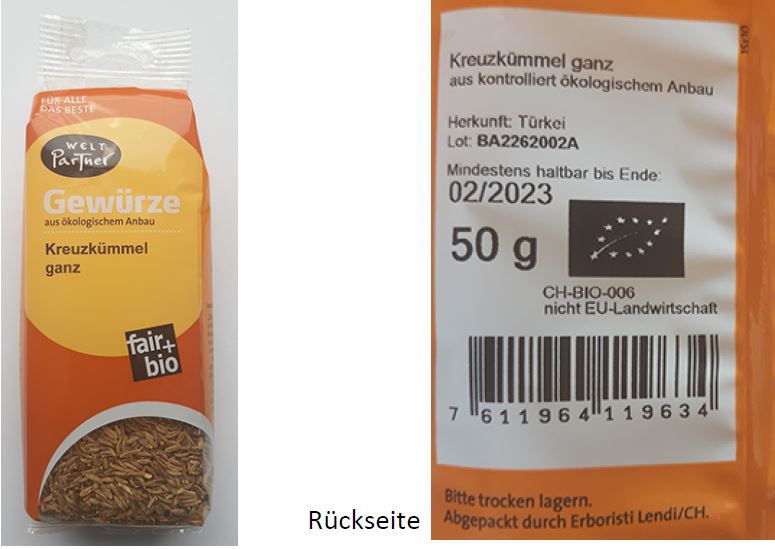 FÜR ALLE
DAS BESTE
WELT
Partner
Gewürze
aus ökologischem Anbau
Kreuzkümmel
ganz
fair+
bio
Rückseite
Kreuzkümmel ganz
aus kontrolliert ökologischem Anbau
Herkunft: Türkei
Lot: BA2262002A
Mindestens haltbar bis Ende:
02/2023
50 g
CH-BIO-006
nicht EU-Landwirtschaft
7 611964 119634
Bitte trocken lagern.
Abgepackt durch Erboristi Lendi/CH.